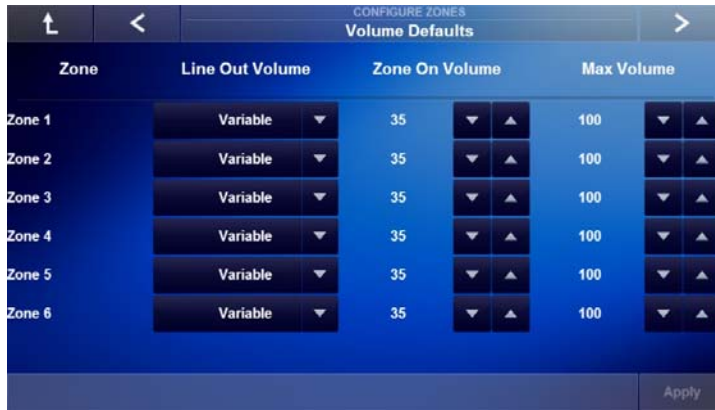 CONFIGURE ZONES
Volume Defaults
Zone Line Out Volume Zone On Volume Max Volume
Zone 1 Variable 35 100
Zone 2 Variable 35 100
Zone 3 Variable 35 100
Zone 4 Variable 35 100
Zone 5 Variable 35 100
Zone 6 Variable 35 100
Apply